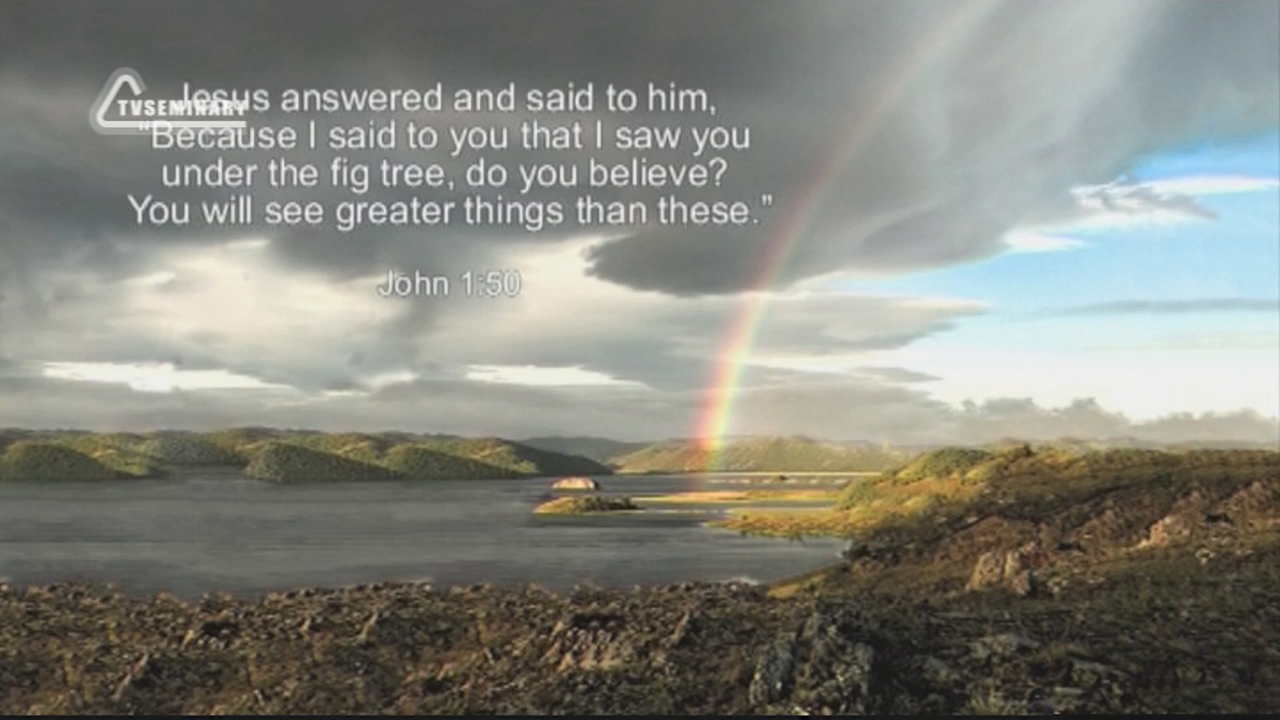 TVSEMINARY
Jesus answered and said to him,
“Because I said to you that I saw you
under the fig tree, do you believe?
You will see greater things than these.”
John 1:50